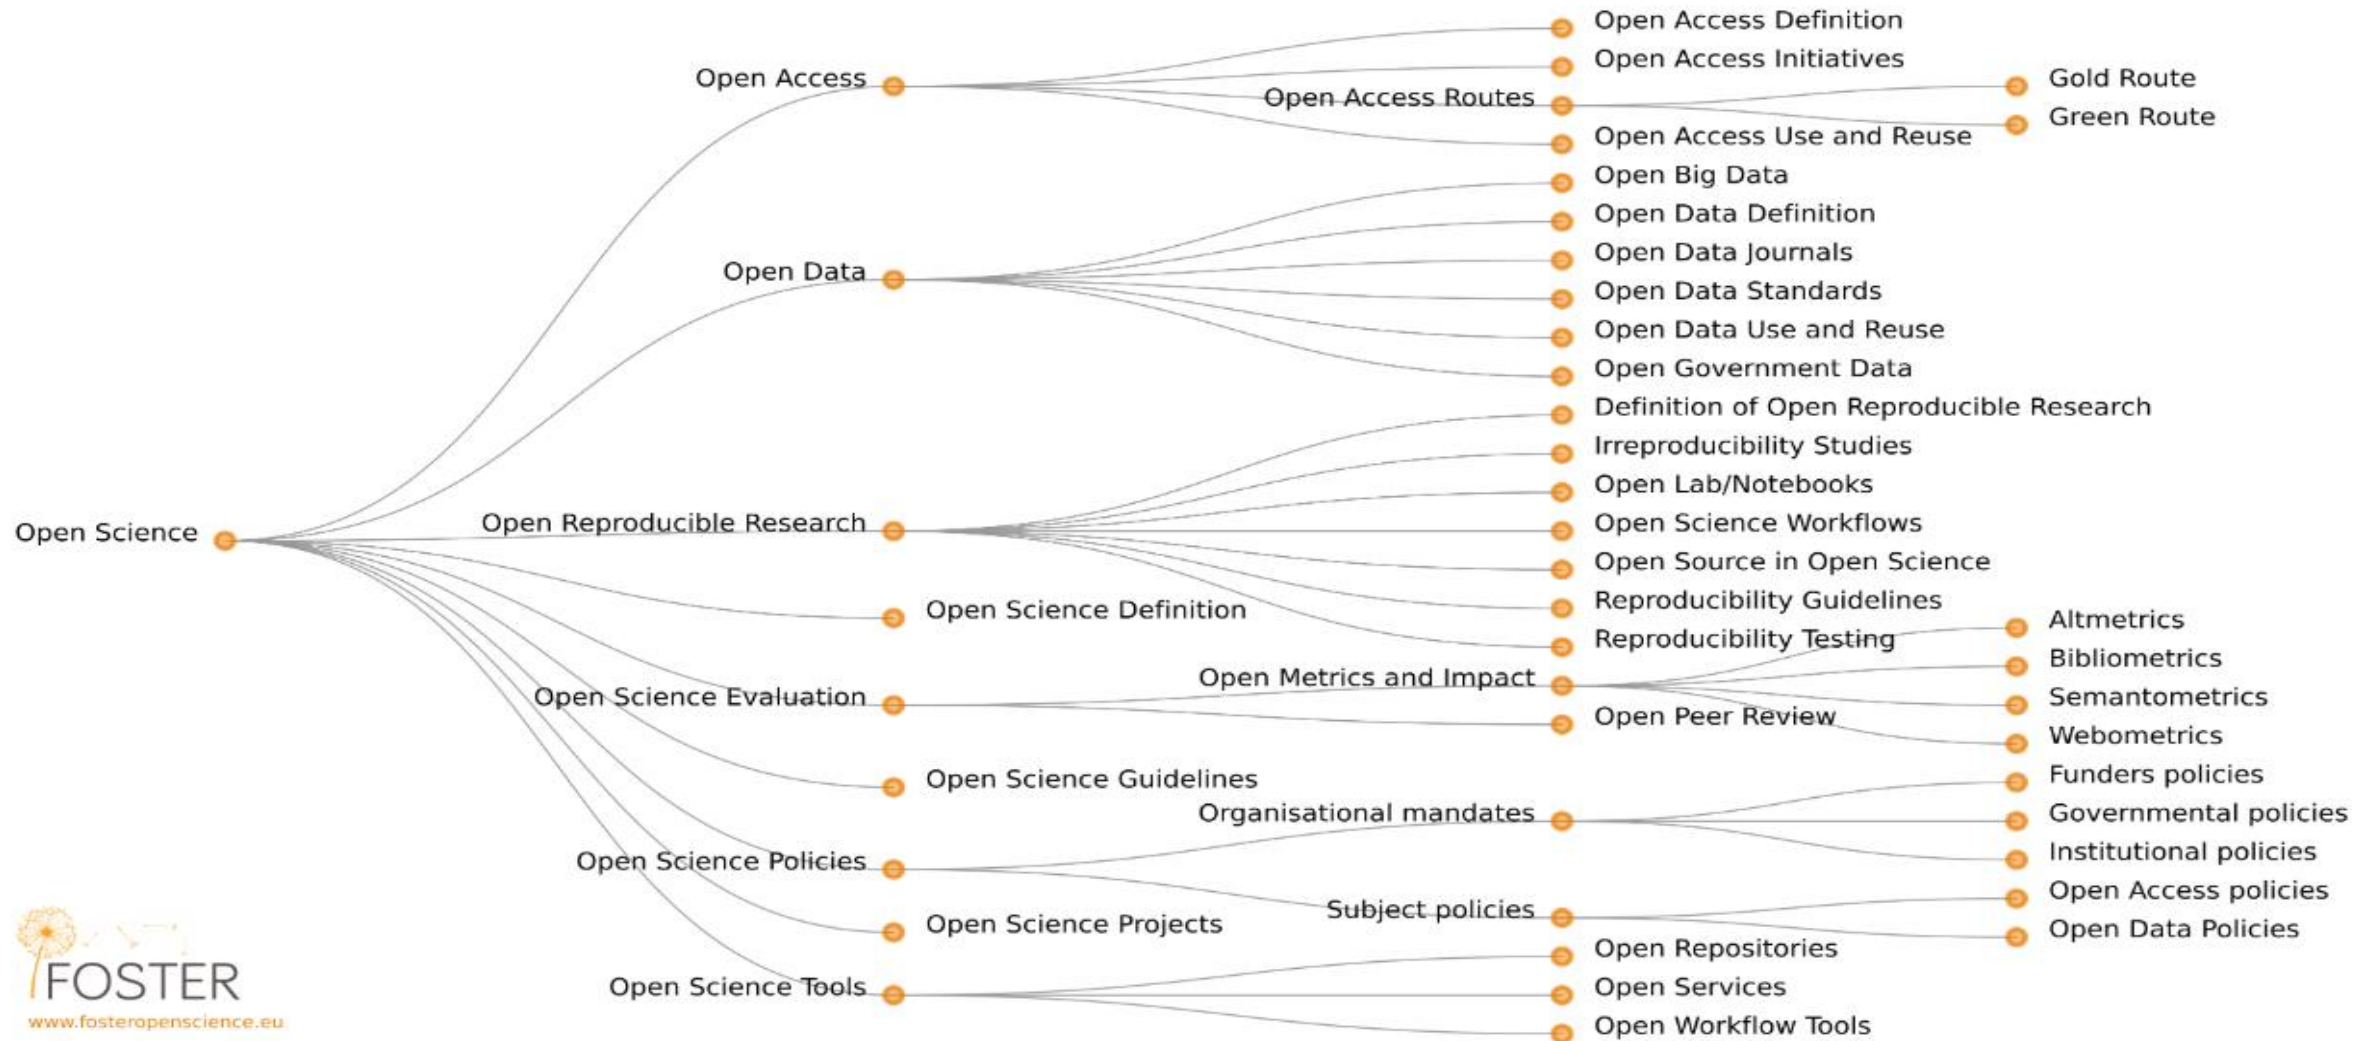 Open Science
Open Access
Open Access Definition
Open Access Initiatives
Open Access Routes
Gold Route
Green Route
Open Access Use and Reuse
Open Data
Open Big Data
Open Data Definition
Open Data Journals
Open Data Standards
Open Data Use and Reuse
Open Government Data
Open Reproducible Research
Definition of Open Reproducible Research
Irreproducibility Studies
Open Lab/Notebooks
Open Science Workflows
Open Source in Open Science
Reproducibility Guidelines
Reproducibility Testing
Open Science Definition
Open Science Evaluation
Open Metrics and Impact
Altmetrics
Bibliometrics
Semantometrics
Webometrics
Open Peer Review
Open Science Guidelines
Open Science Policies
Organisational mandates
Funders policies
Governmental policies
Institutional policies
Subject policies
Open Access policies
Open Data Policies
Open Science Projects
Open Science Tools
Open Repositories
Open Services
Open Workflow Tools
FOSTER
www.fosteropenscience.eu